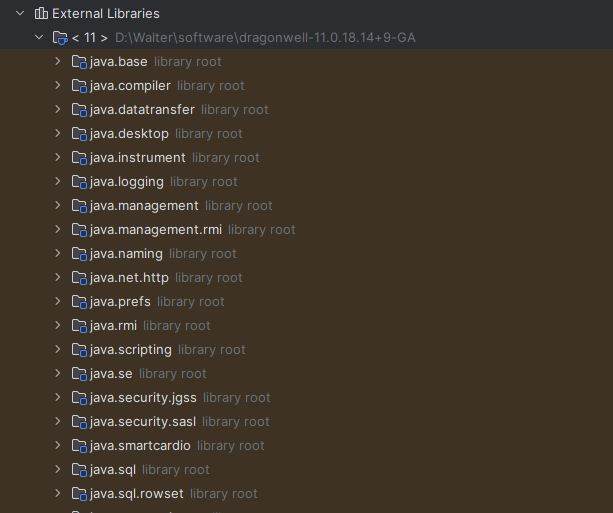 External Libraries
< 11 > D:\Walter\software\dragonwell-11.0.18.14+9-GA
java.base library root
java.compiler library root
java.datatransfer library root
java.desktop library root
java.instrument library root
java.logging library root
java.management library root
java.management.rmi library root
java.naming library root
java.net.http library root
java.prefs library root
java.rmi library root
java.scripting library root
java.se library root
java.security.jgss library root
java.security.sasl library root
java.smartcardio library root
java.sql library root
java.sql.rowset library root